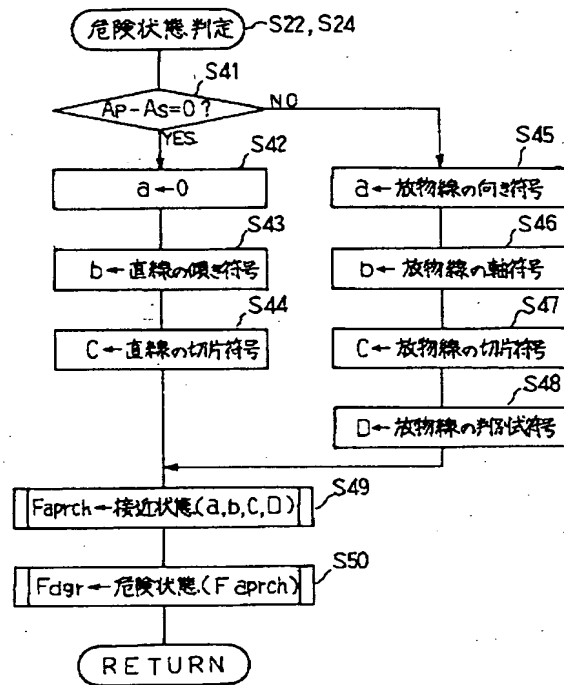 危険状態判定
S22, S24
S41
AP-AS=0?
NO
YES
S42
a←0
S43
b←直線の傾き符号
S44
C←直線の切片符号
S45
a←放物線の向き符号
S46
b←放物線の軸符号
S47
C←放物線の切片符号
S48
D←放物線の判別式符号
S49
Faprch←接近状態(a,b,C,D)
S50
Fdgr←危険状態(Faprch)
RETURN